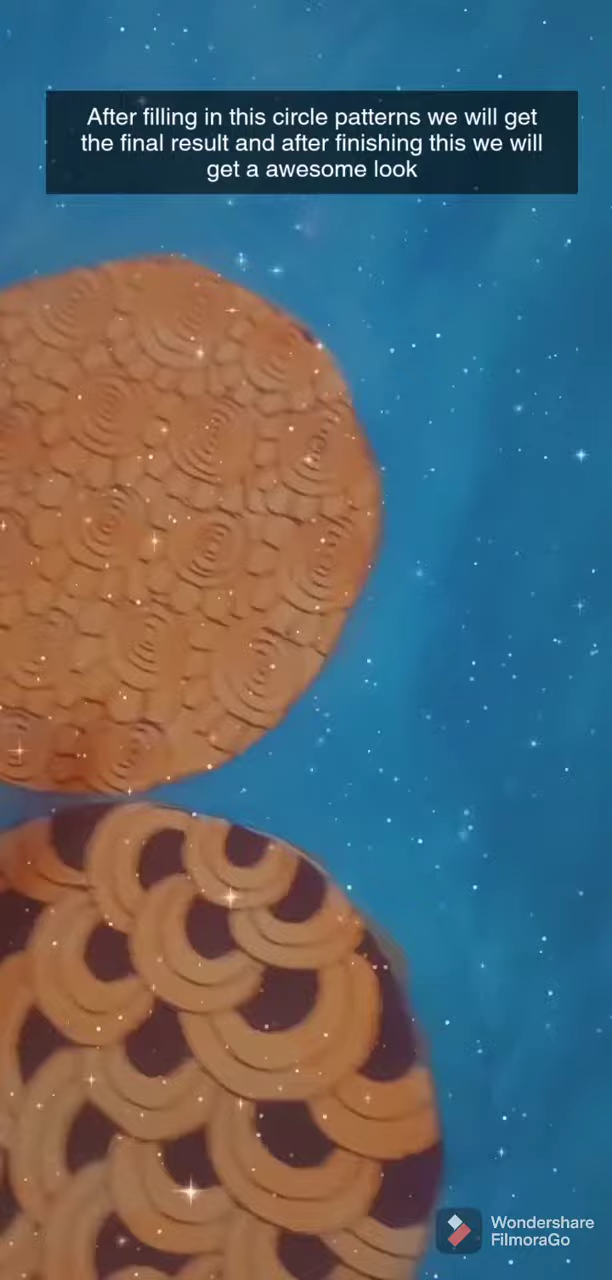 After filling in this circle patterns we will get
the final result and after finishing this we will
get a awesome look
Wondershare
FilmoraGo